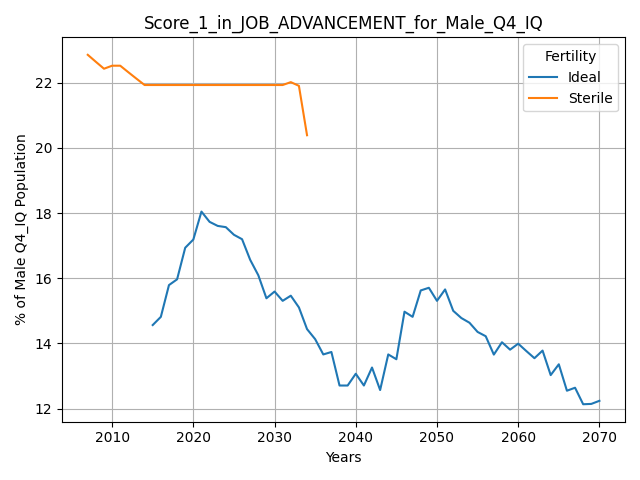 Score_1_in_JOB_ADVANCEMENT_for_Male_Q4_IQ
Fertility
Ideal
Sterile
% of Male Q4_IQ Population
22
20
18
16
14
12
2010 2020 2030 2040 2050 2060 2070
Years